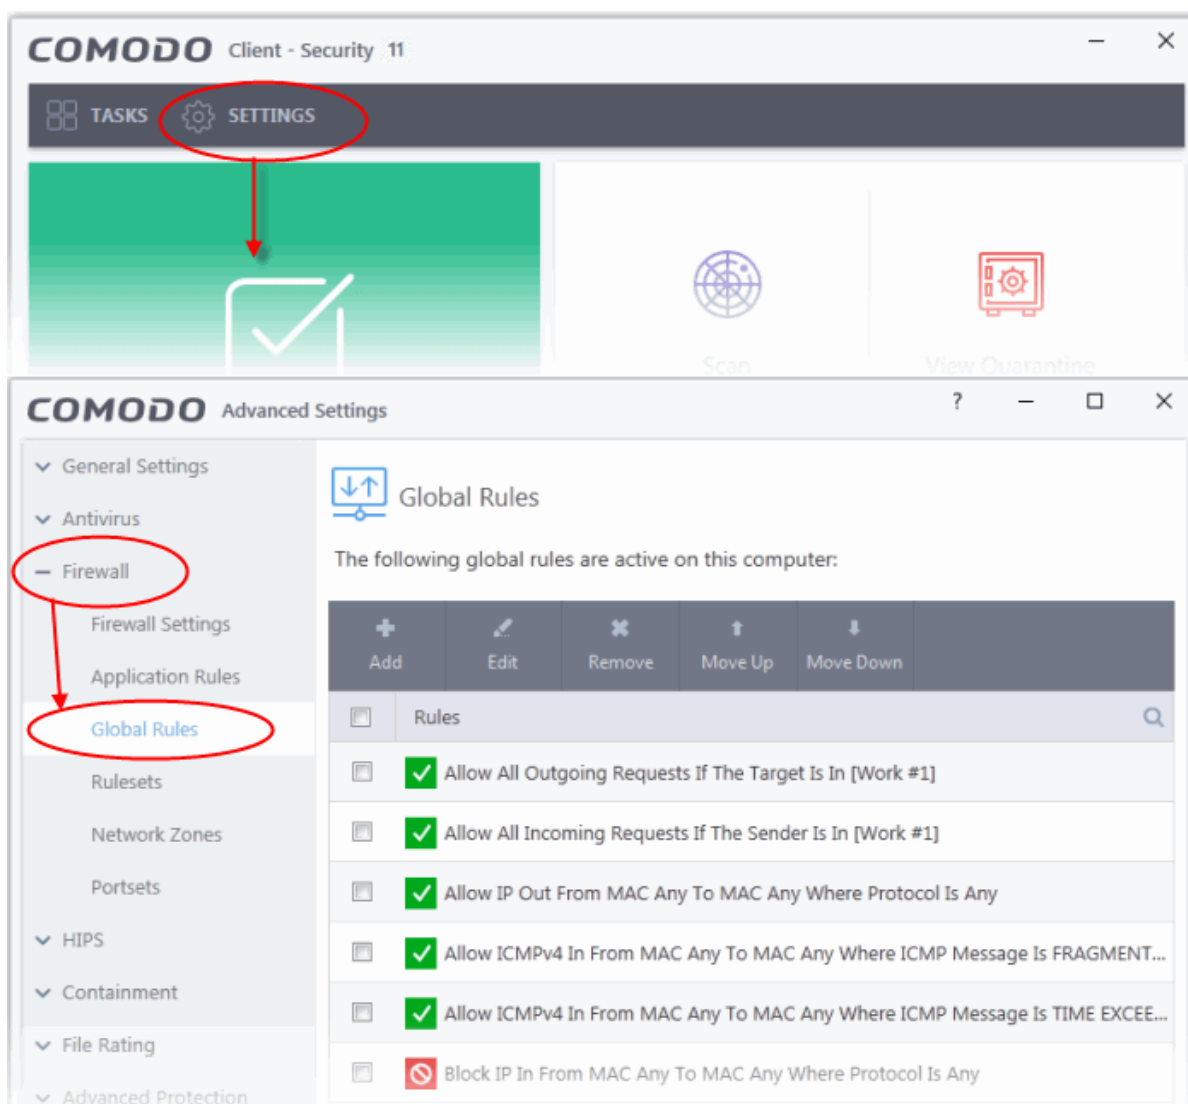 COMODO Client - Security 11
TASKS SETTINGS
Scan View Quarantine
COMODO Advanced Settings ?
General Settings
Antivirus
Firewall
Firewall Settings
Application Rules
Global Rules
Rulesets
Network Zones
Portsets
HIPS
Containment
File Rating
Advanced Protection
Global Rules
The following global rules are active on this computer:
Add Edit Remove Move Up Move Down
Rules
Allow All Outgoing Requests If The Target Is In [Work #1]
Allow All Incoming Requests If The Sender Is In [Work #1]
Allow IP Out From MAC Any To MAC Any Where Protocol Is Any
Allow ICMPv4 In From MAC Any To MAC Any Where ICMP Message Is FRAGMENT...
Allow ICMPv4 In From MAC Any To MAC Any Where ICMP Message Is TIME EXCEE...
Block IP In From MAC Any To MAC Any Where Protocol Is Any